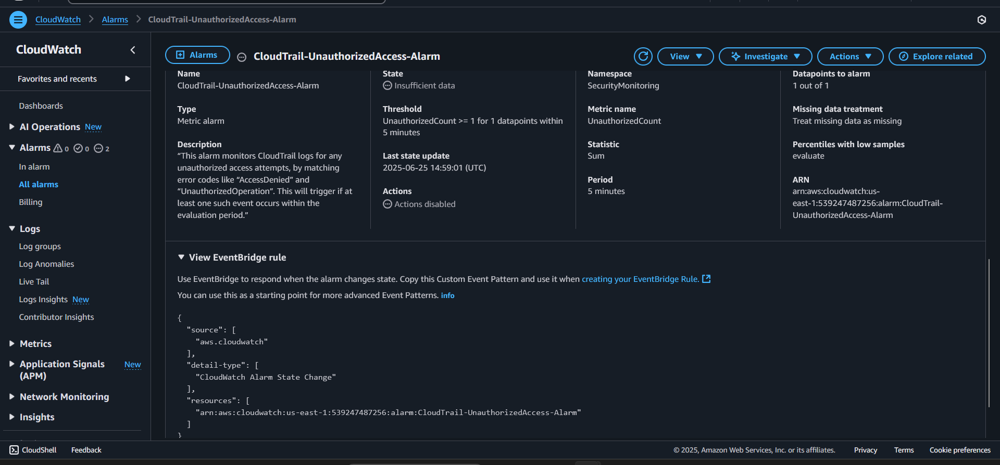 CloudWatch
Alarms
CloudTrail-UnauthorizedAccess-Alarm
CloudWatch
Favorites and recents
Dashboards
AI Operations New
Alarms 0 0 2
In alarm
All alarms
Billing
Logs
Log groups
Log Anomalies
Live Tail
Logs Insights New
Contributor Insights
Metrics
Application Signals (APM) New
Network Monitoring
Insights
Alarms
CloudTrail-UnauthorizedAccess-Alarm
View
Investigate
Actions
Explore related
Name
CloudTrail-UnauthorizedAccess-Alarm
Type
Metric alarm
Description
“This alarm monitors CloudTrail logs for any
unauthorized access attempts, by matching
error codes like “AccessDenied” and
“UnauthorizedOperation”. This will trigger if at
least one such event occurs within the
evaluation period.”
State
Insufficient data
Threshold
UnauthorizedCount >= 1 for 1 datapoints within
5 minutes
Last state update
2025-06-25 14:59:01 (UTC)
Actions
Actions disabled
Namespace
SecurityMonitoring
Metric name
UnauthorizedCount
Statistic
Sum
Period
5 minutes
Datapoints to alarm
1 out of 1
Missing data treatment
Treat missing data as missing
Percentiles with low samples
evaluate
ARN
arn:aws:cloudwatch:us-
east-1:539247487256:alarm:CloudTrail-
UnauthorizedAccess-Alarm
View EventBridge rule
Use EventBridge to respond when the alarm changes state. Copy this Custom Event Pattern and use it when creating your EventBridge Rule.
You can use this as a starting point for more advanced Event Patterns. info
{
"source": [
"aws.cloudwatch"
],
"detail-type": [
"CloudWatch Alarm State Change"
],
"resources": [
"arn:aws:cloudwatch:us-east-1:539247487256:alarm:CloudTrail-UnauthorizedAccess-Alarm"
]
}
CloudShell
Feedback
© 2025, Amazon Web Services, Inc. or its affiliates.
Privacy
Terms
Cookie preferences